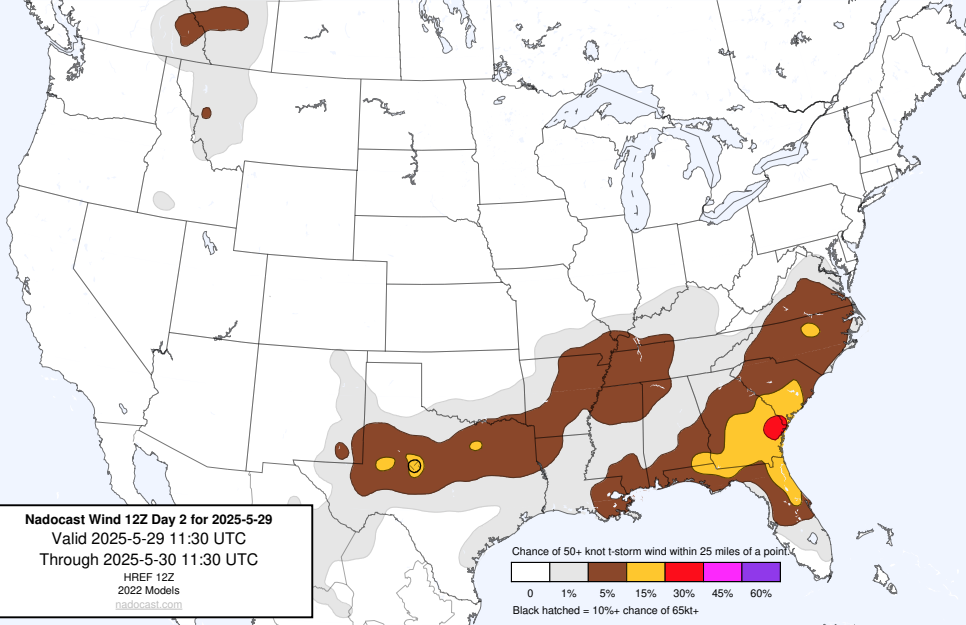 Nadocast Wind 12Z Day 2 for 2025-5-29
Valid 2025-5-29 11:30 UTC
Through 2025-5-30 11:30 UTC
HREF 12Z
2022 Models
nadocast.com
Chance of 50+ knot t-storm wind within 25 miles of a point.
0 1% 5% 15% 30% 45% 60%
Black hatched = 10%+ chance of 65kt+